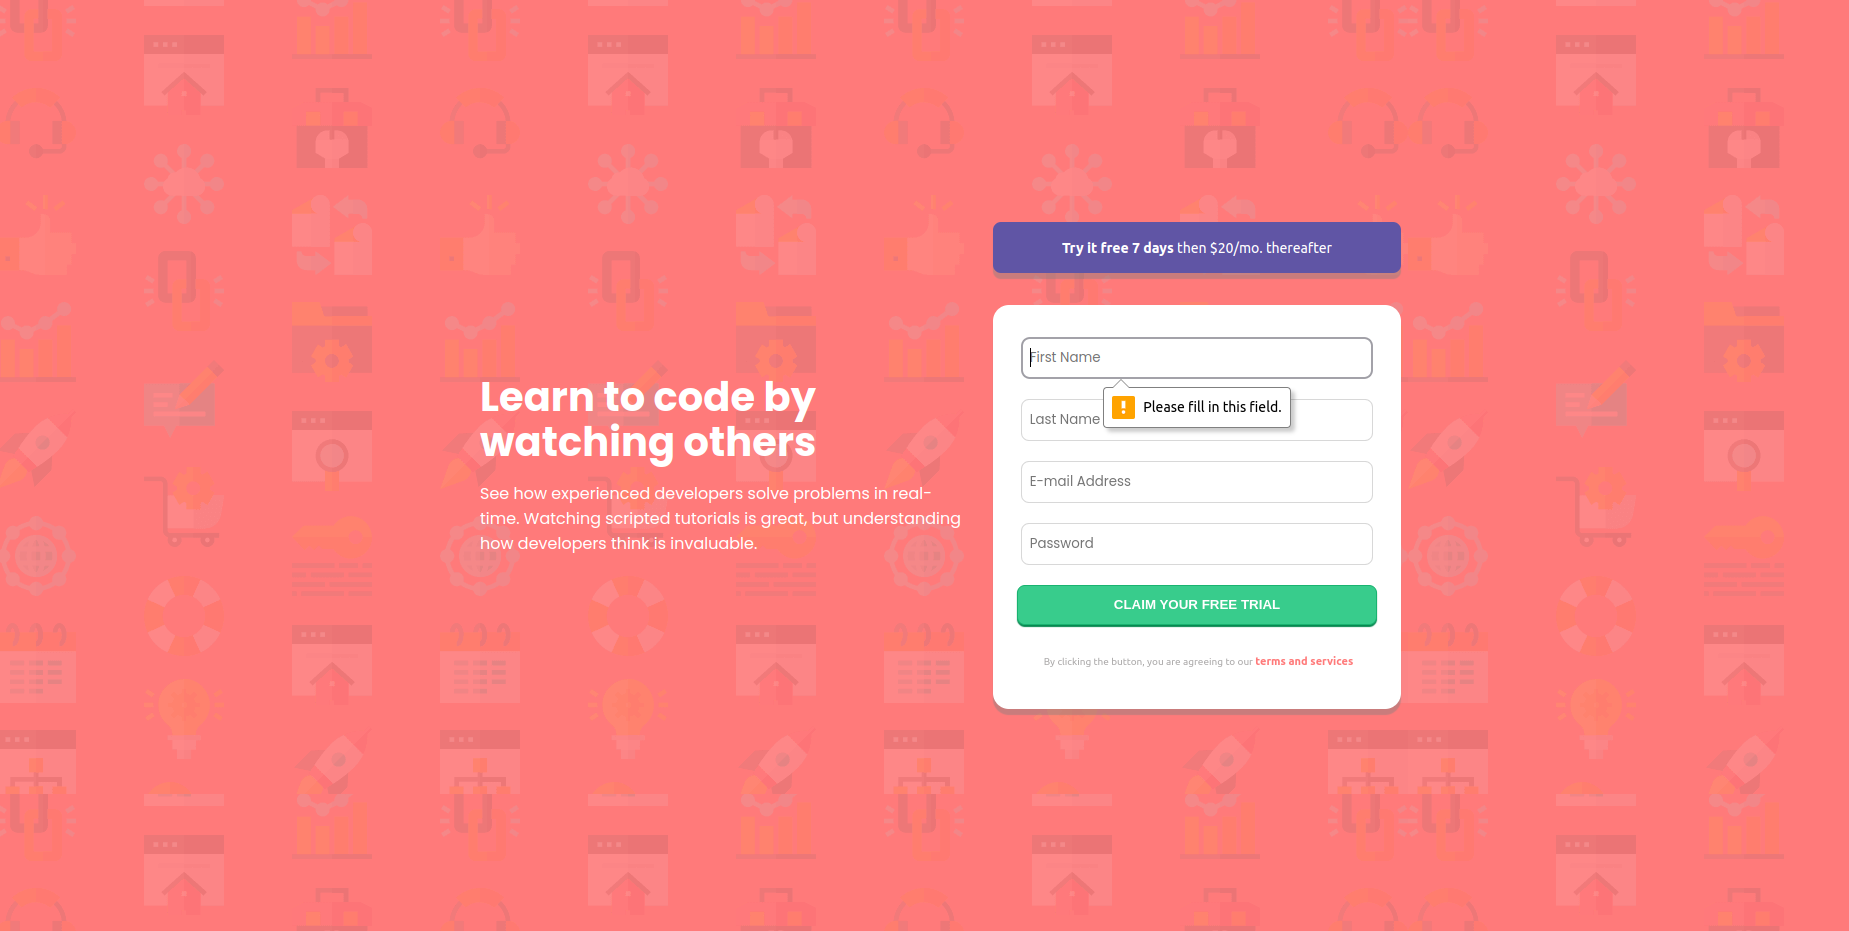 Learn to code by
watching others
See how experienced developers solve problems in real-
time. Watching scripted tutorials is great, but understanding
how developers think is invaluable.
Try it free 7 days then $20/mo. thereafter
First Name
Please fill in this field.
Last Name
E-mail Address
Password
CLAIM YOUR FREE TRIAL
By clicking the button, you are agreeing to our terms and services